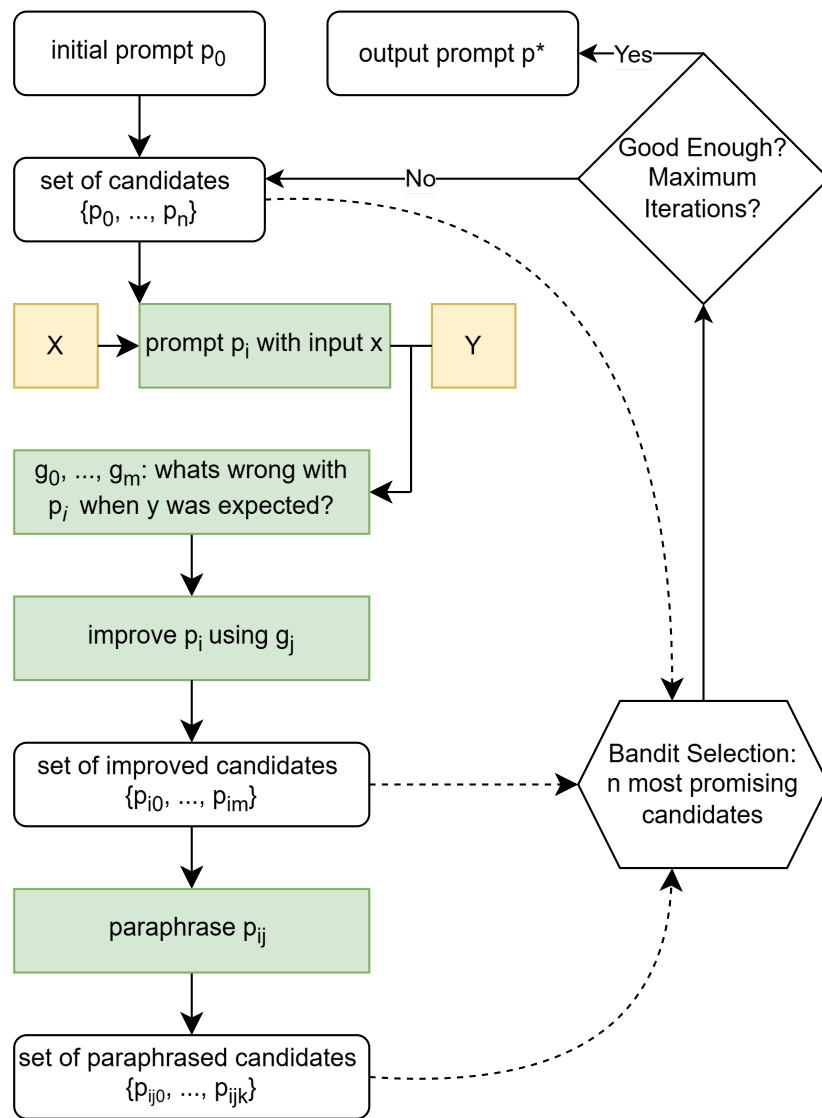 initial prompt p₀
output prompt p*
Yes
Good Enough?
Maximum
Iterations?
set of candidates
{p₀, ..., pₙ}
No
X
prompt pᵢ with input x
Y
g₀, ..., gₘ: whats wrong with
pᵢ when y was expected?
improve pᵢ using gⱼ
set of improved candidates
{pᵢ₀, ..., pᵢₘ}
Bandit Selection:
n most promising
candidates
paraphrase pᵢⱼ
set of paraphrased candidates
{pᵢⱼ₀, ..., pᵢⱼₖ}